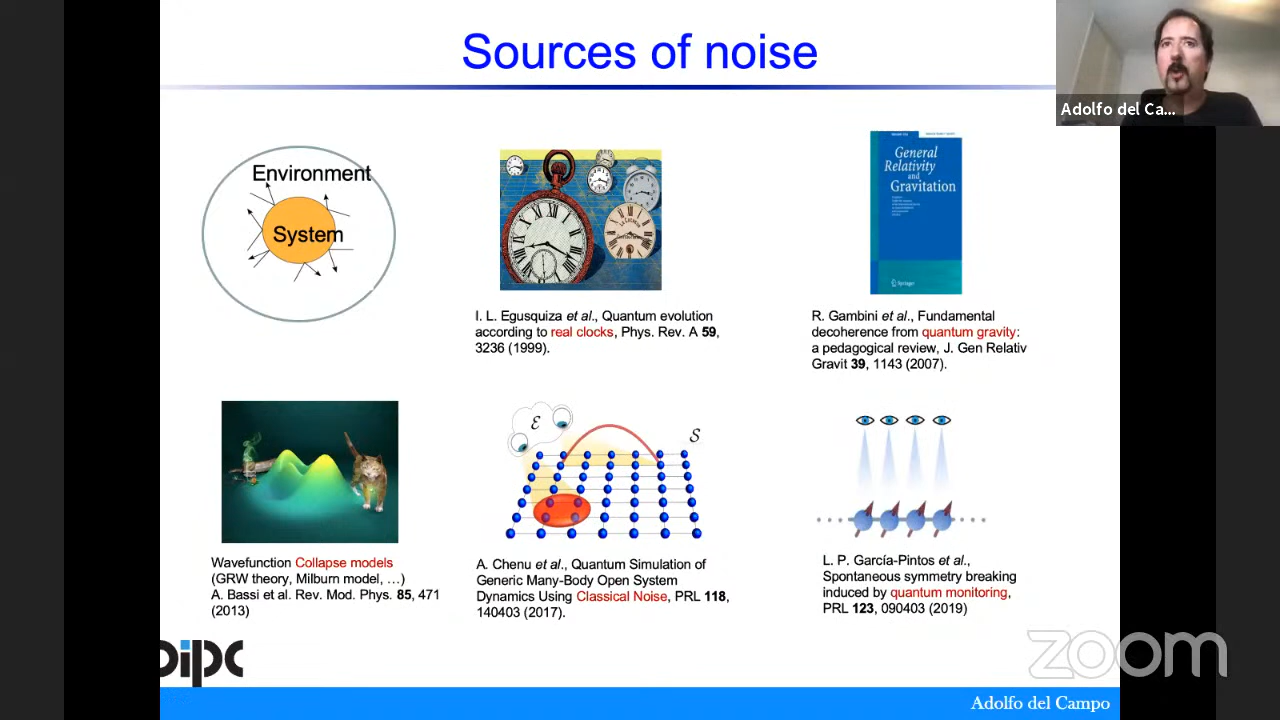 Sources of noise
Adolfo del Ca...
Environment
System
General
Relativity
and
Gravitation
Springer
I. L. Egusquiza et al., Quantum evolution
according to real clocks, Phys. Rev. A 59,
3236 (1999).
R. Gambini et al., Fundamental
decoherence from quantum gravity:
a pedagogical review, J. Gen Relativ
Gravit 39, 1143 (2007).
ℰ
𝒮
Wavefunction Collapse models
(GRW theory, Milburn model, …)
A. Bassi et al. Rev. Mod. Phys. 85, 471
(2013)
A. Chenu et al., Quantum Simulation of
Generic Many-Body Open System
Dynamics Using Classical Noise, PRL 118,
140403 (2017).
L. P. García-Pintos et al.,
Spontaneous symmetry breaking
induced by quantum monitoring,
PRL 123, 090403 (2019)
dipc
zoom
Adolfo del Campo